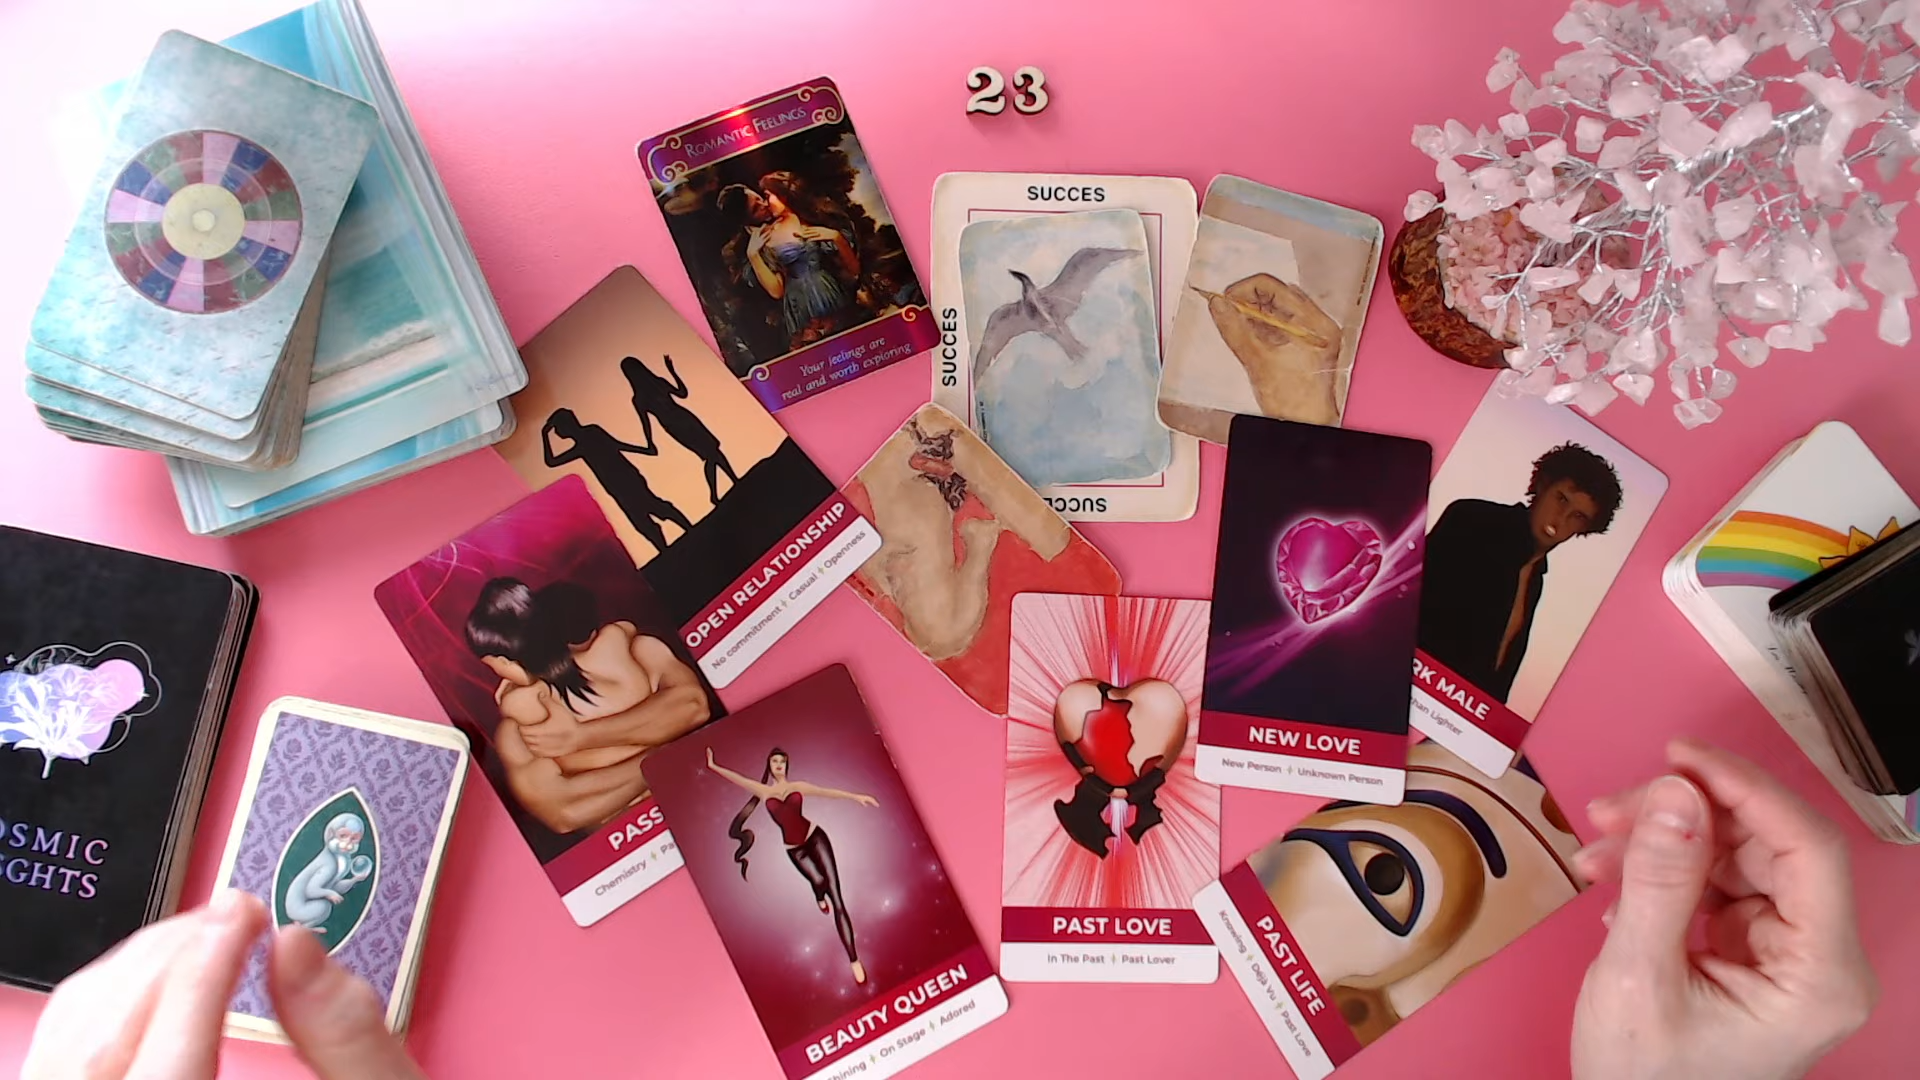 23
ROMANTIC FEELINGS
Your feelings are
real and worth exploring
SUCCES
SUCCES
SUCCES
OPEN RELATIONSHIP
No commitment Casual Openness
PASS
Chemistry
BEAUTY QUEEN
Shining On Stage Adored
PAST LOVE
In The Past Past Lover
NEW LOVE
New Person Unknown Person
RK MALE
than Lighter
PAST LIFE
Knowing Déjà Vu Past Love
OSMIC
SGHTS